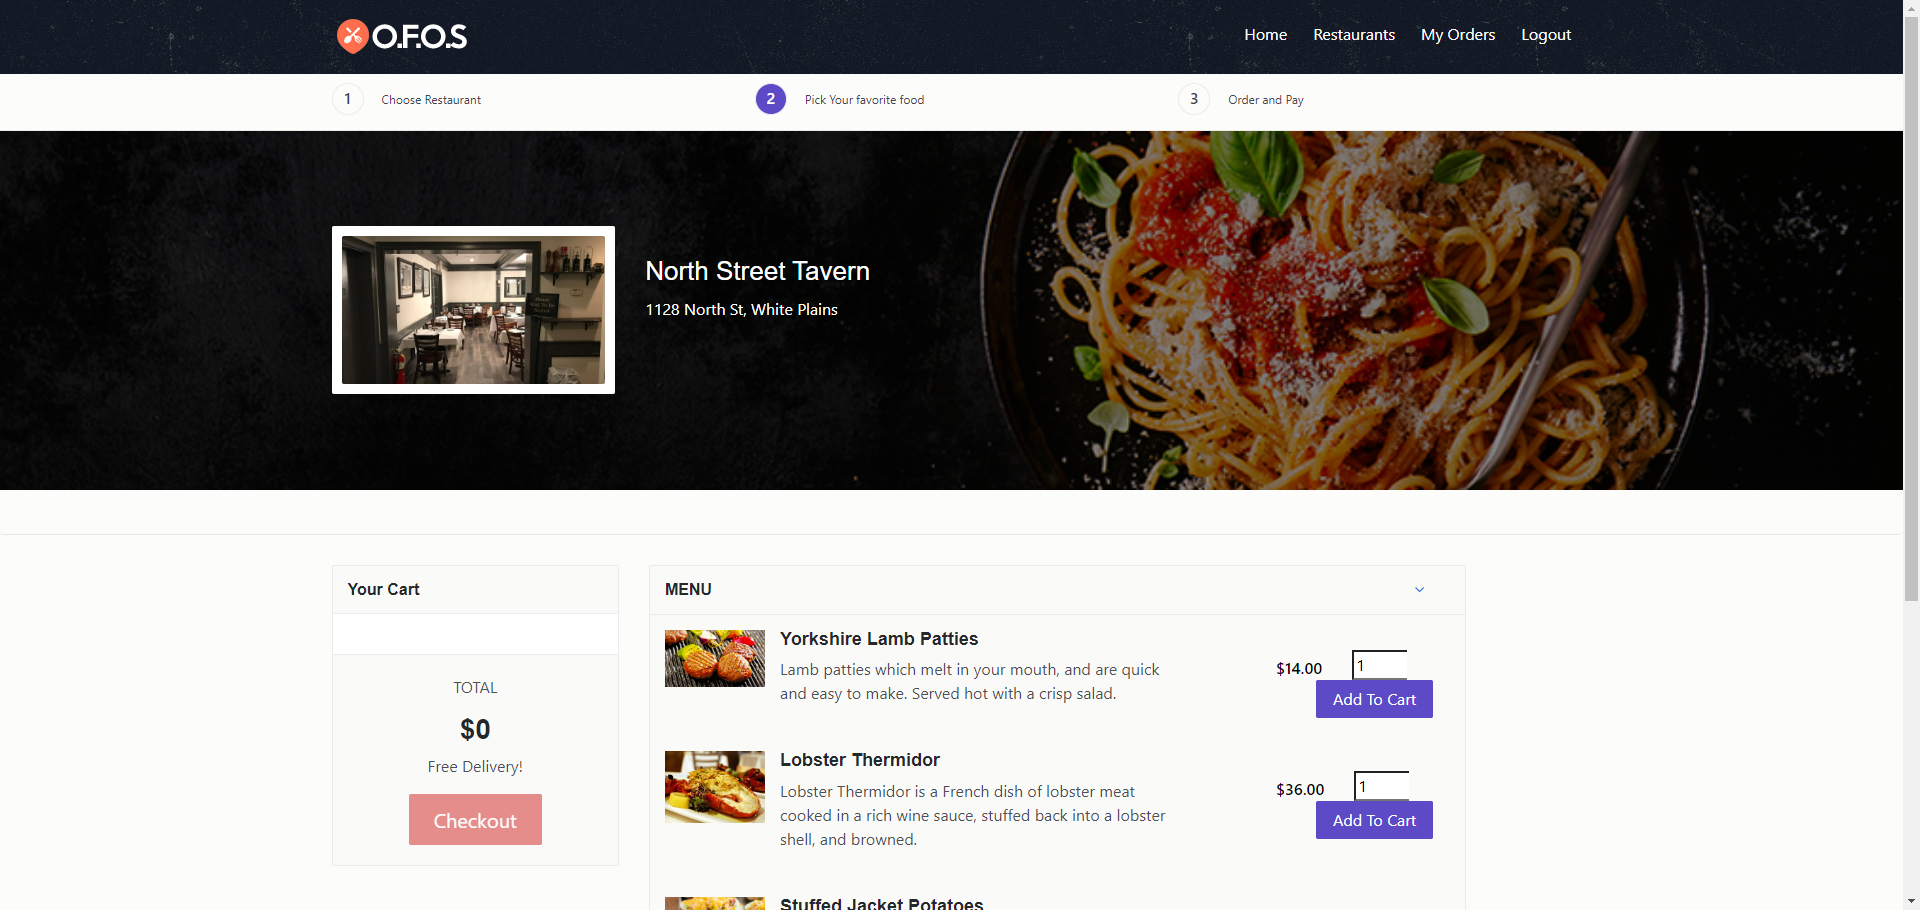 O.F.O.S
Home Restaurants My Orders Logout
1 Choose Restaurant 2 Pick Your favorite food 3 Order and Pay
North Street Tavern
1128 North St, White Plains
Your Cart
TOTAL
$0
Free Delivery!
Checkout
MENU
Yorkshire Lamb Patties
Lamb patties which melt in your mouth, and are quick
and easy to make. Served hot with a crisp salad.
$14.00 1
Add To Cart
Lobster Thermidor
Lobster Thermidor is a French dish of lobster meat
cooked in a rich wine sauce, stuffed back into a lobster
shell, and browned.
$36.00 1
Add To Cart
Stuffed Jacket Potatoes